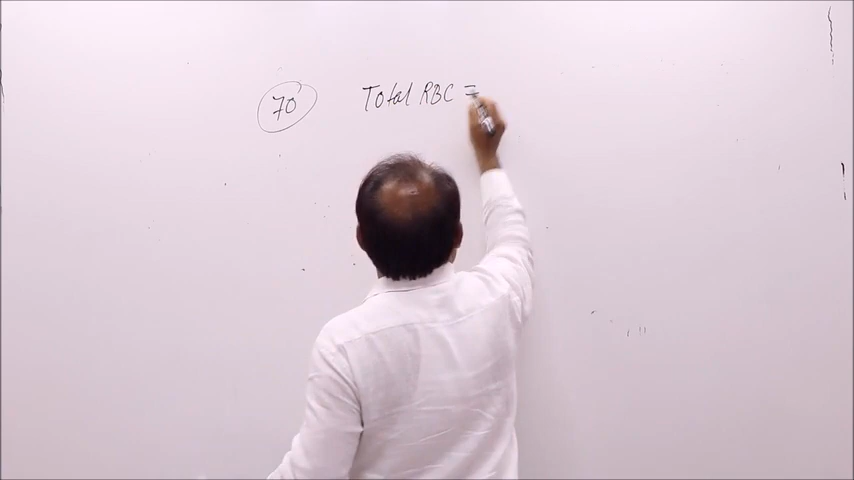 70 Total RBC =